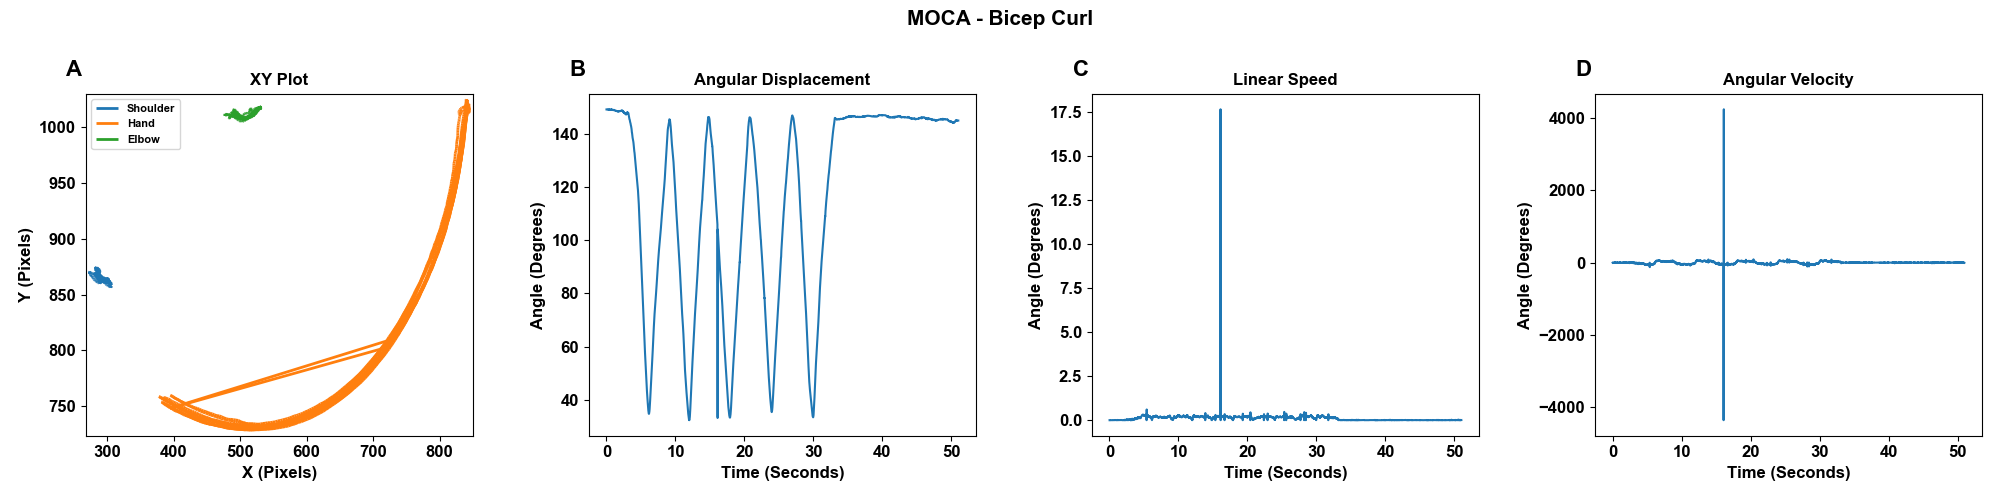 MOCA - Bicep Curl
A
XY Plot
Shoulder
Hand
Elbow
1000
950
900
850
800
750
Y (Pixels)
300 400 500 600 700 800
X (Pixels)
B
Angular Displacement
140
120
100
80
60
40
Angle (Degrees)
0 10 20 30 40 50
Time (Seconds)
C
Linear Speed
17.5
15.0
12.5
10.0
7.5
5.0
2.5
0.0
Angle (Degrees)
0 10 20 30 40 50
Time (Seconds)
D
Angular Velocity
4000
2000
0
−2000
−4000
Angle (Degrees)
0 10 20 30 40 50
Time (Seconds)